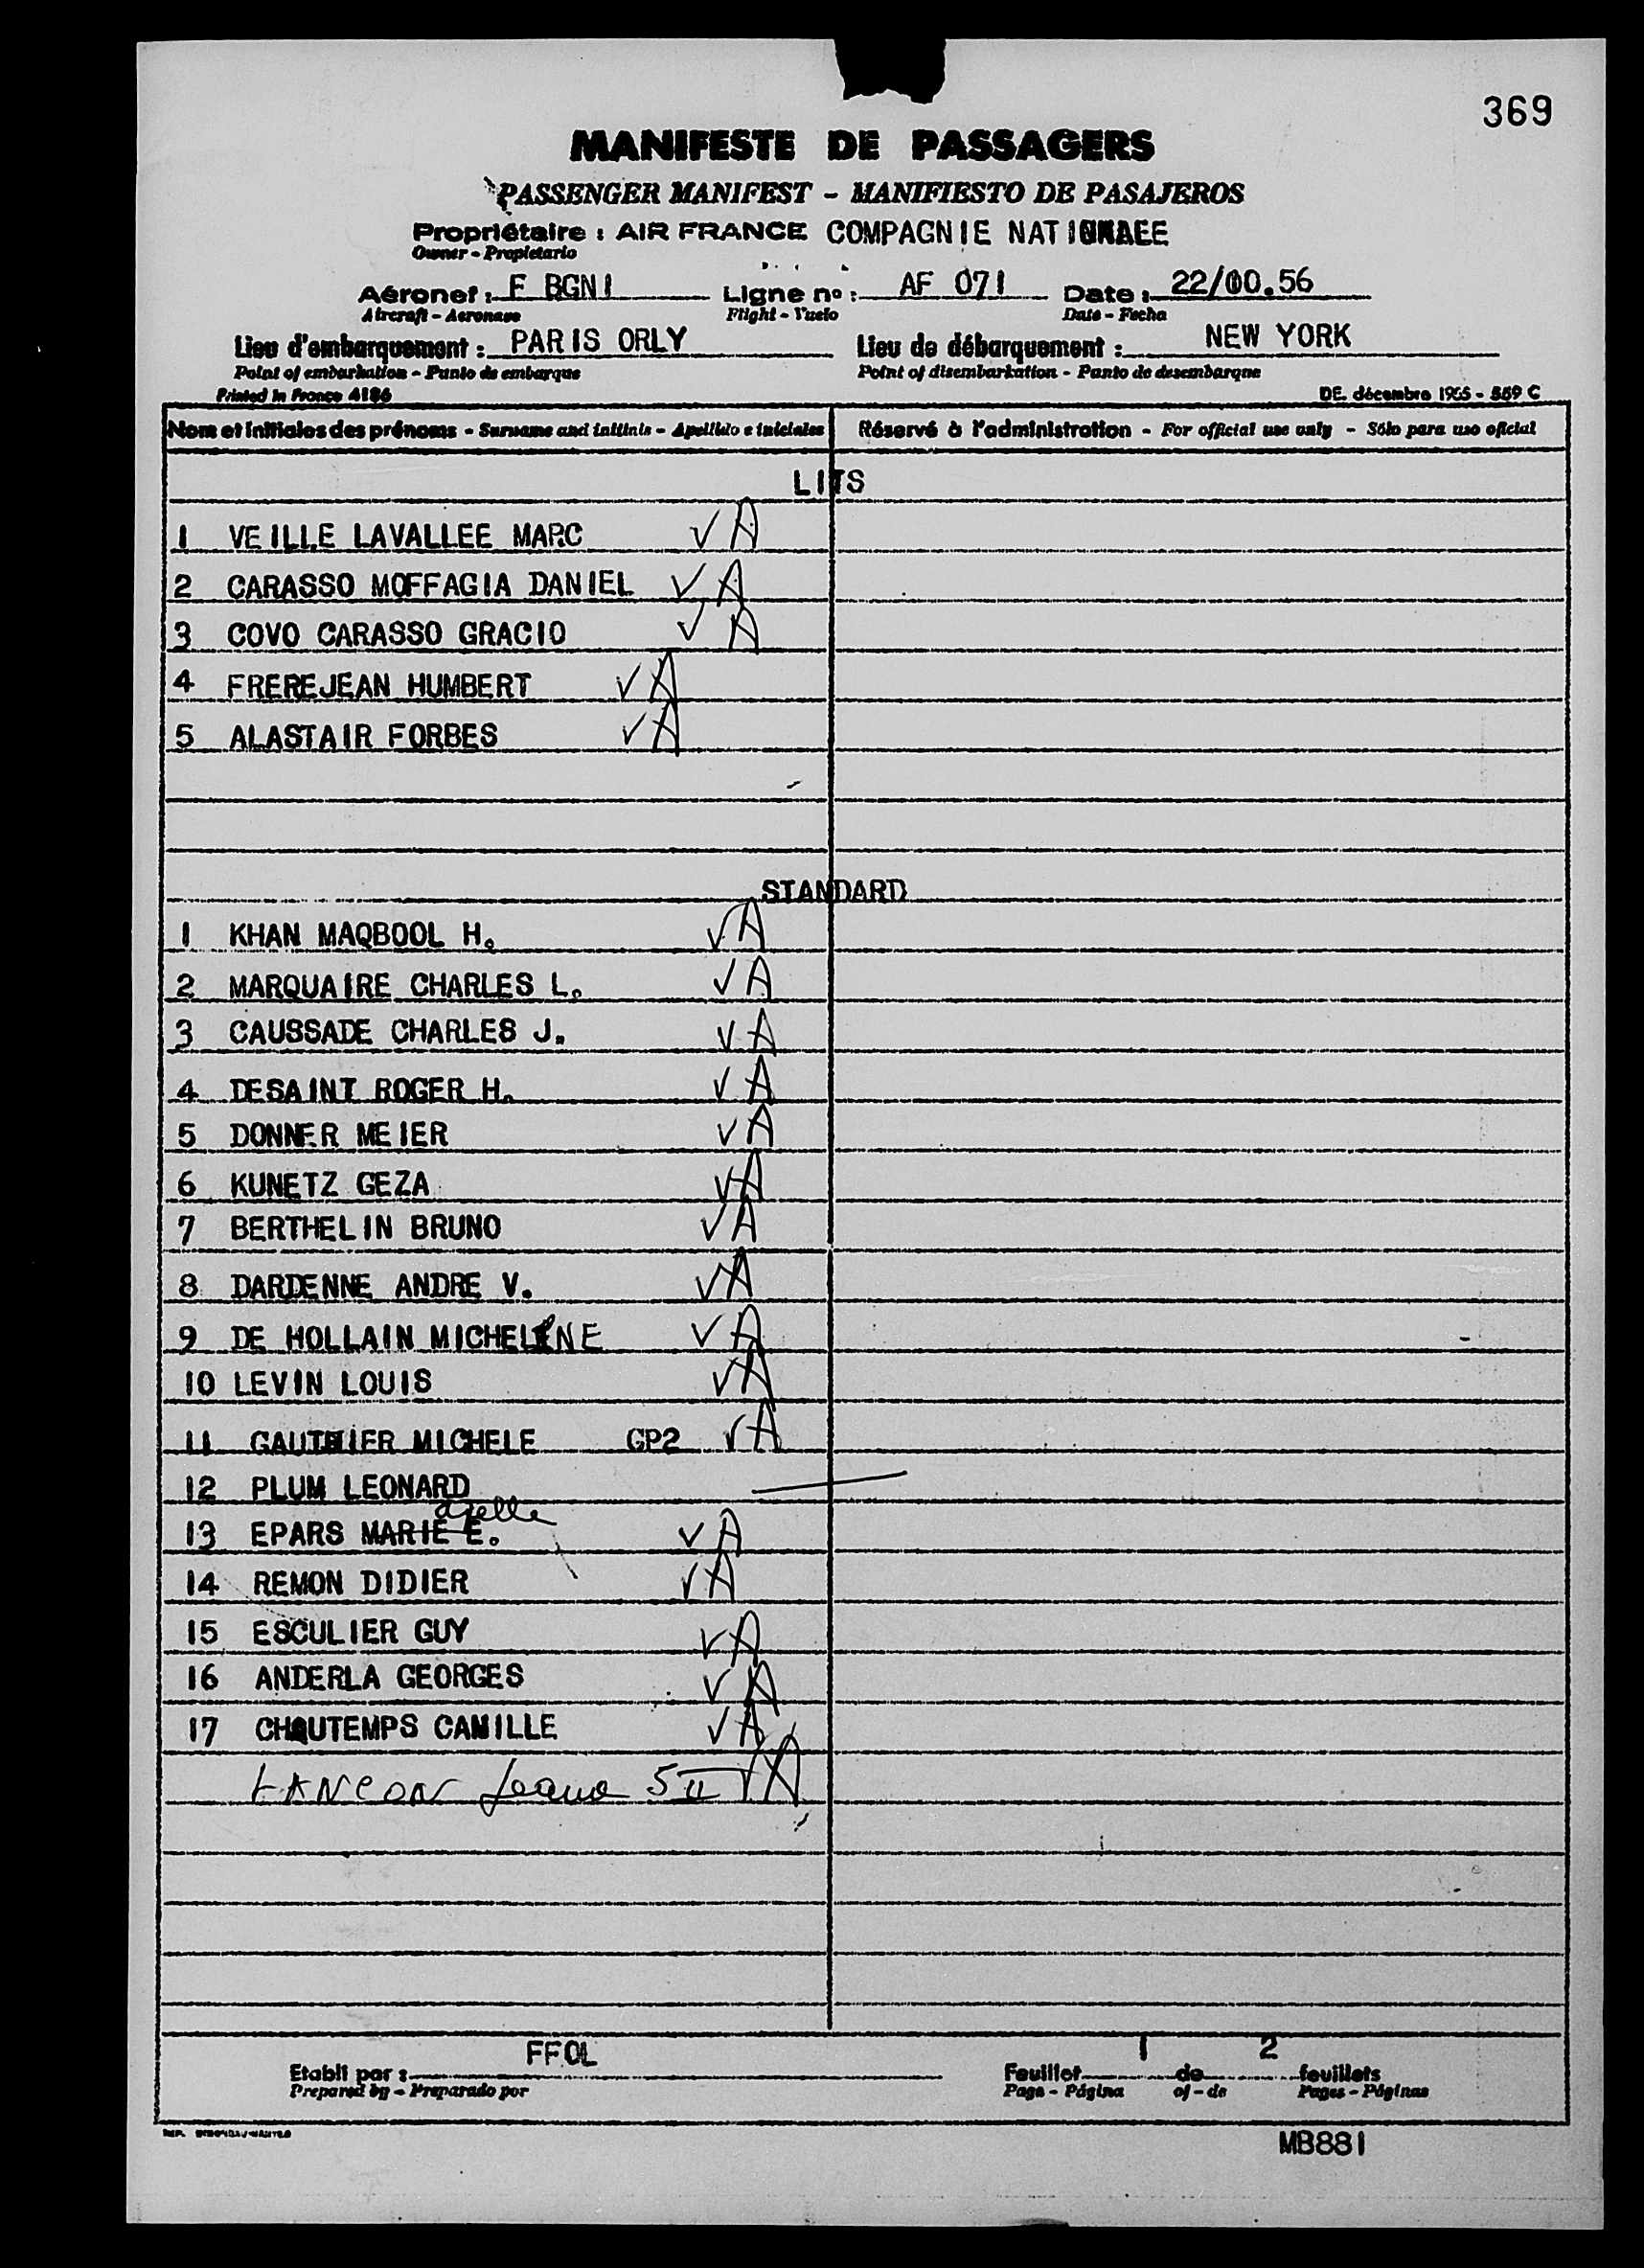 369
MANIFESTE DE PASSAGERS
PASSENGER MANIFEST - MANIFIESTO DE PASAJEROS
Propriétaire : AIR FRANCE COMPAGNIE
Owner - Propietario
Aéronef : F BGNI Ligne nº : AF 071 Date : 22/00.56
Aircraft - Aeronave Flight - Vuelo Date - Fecha
Lieu d'embarquement : PARIS ORLY Lieu de débarquement : NEW YORK
Point of embarkation - Punto de embarque Point of disembarkation - Punto de desembarque
Printed in France 4186 DE. décembre 1955 - 559 C
Nom et initiales des prénoms - Surname and initials - Apellido e iniciales Réservé à l'administration - For official use only - Sólo para uso oficial
LITS
1 VEILLE LAVALLEE MARC √ A
2 CARASSO MOFFAGIA DANIEL √ A
3 COVO CARASSO GRACIO √ A
4 FREREJEAN HUMBERT √ A
5 ALASTAIR FORBES √ A
STANDARD
1 KHAN MAQBOOL H. √ A
2 MARQUAIRE CHARLES L. √ A
3 CAUSSADE CHARLES J. √ A
4 DESAINT ROGER H. √ A
5 DONNER MEIER √ A
6 KUNETZ GEZA √ A
7 BERTHELIN BRUNO √ A
8 DARDENNE ANDRE V. √ A
9 DE HOLLAIN MICHELINE √ A
10 LEVIN LOUIS √ A
11 GAUTHIER MICHELE GP2 √ A
12 PLUM LEONARD
13 EPARS MARIE E. √ A
14 REMON DIDIER √ A
15 ESCULIER GUY √ A
16 ANDERLA GEORGES √ A
17 CHAUTEMPS CAMILLE √ A
LANCON √ A
Etabli par : FFOL Feuillet 1 de 2 feuillets
Prepared by - Preparado por Page - Página of - de Pages - Páginas
MB881